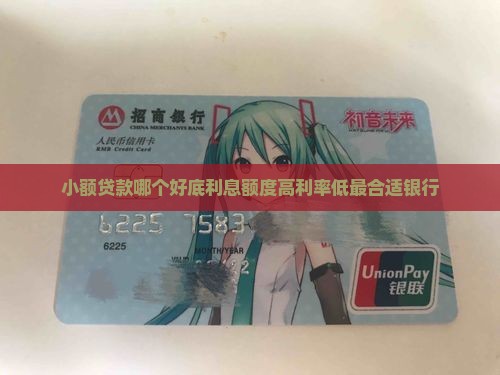 招商银行
CHINA MERCHANTS BANK
人民币信用卡
RMB Credit Card
初音未来
小额贷款哪个好底利息额度高利率低最合适银行
6225 7583
6225
MONTH/YEAR
UnionPay
银联